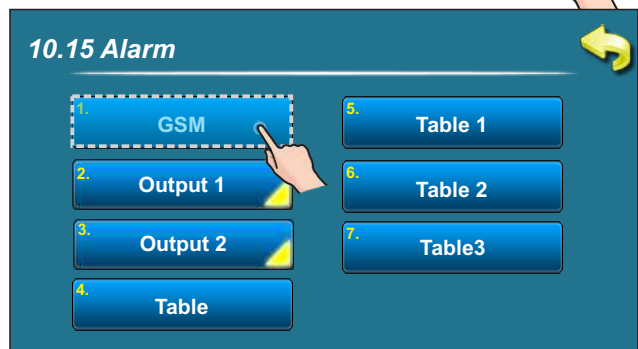 10.15 Alarm
1. GSM
2. Output 1
3. Output 2
4. Table
5. Table 1
6. Table 2
7. Table3